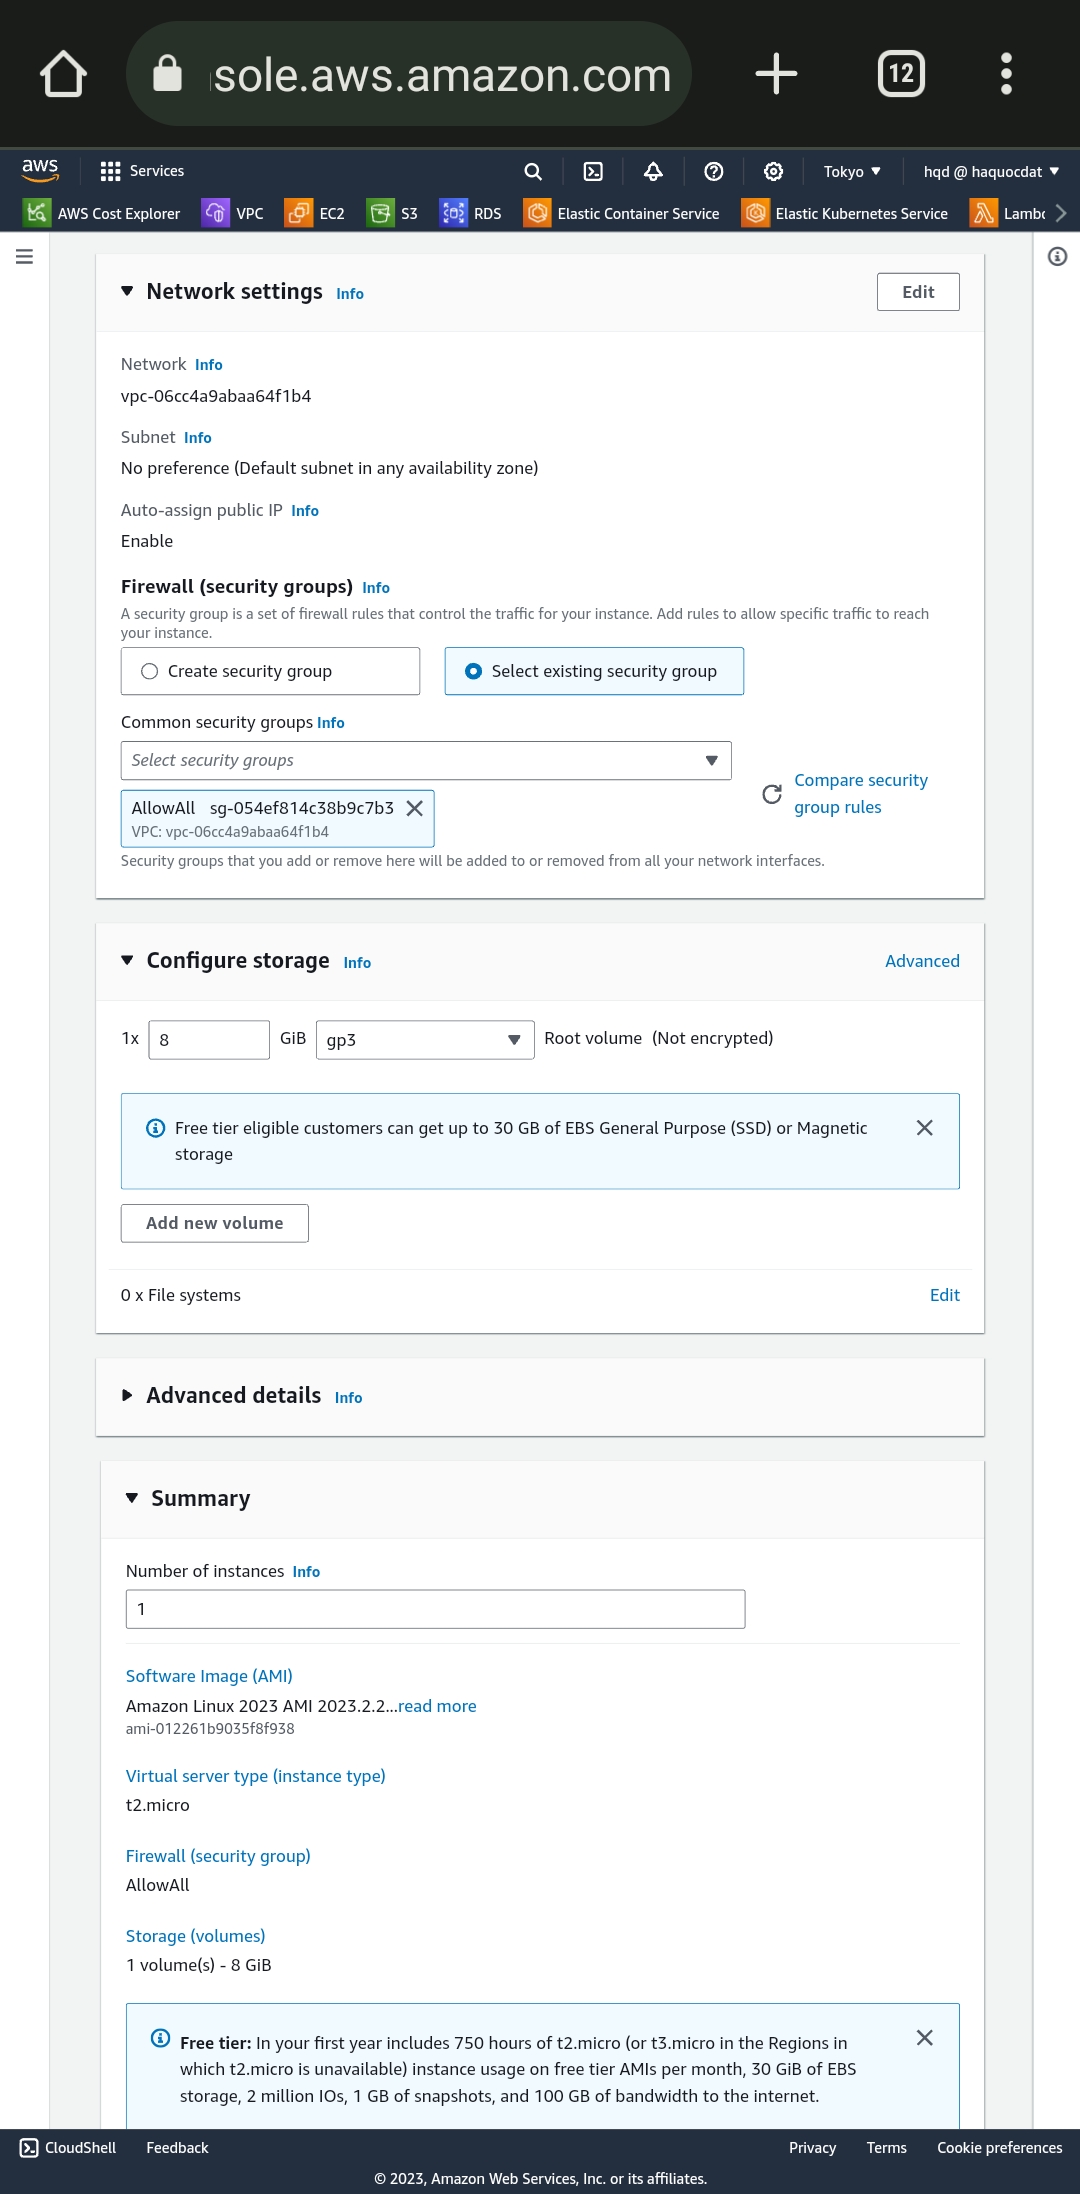 sole.aws.amazon.com
12
aws
Services
Tokyo
hqd @ haquocdat
AWS Cost Explorer
VPC
EC2
S3
RDS
Elastic Container Service
Elastic Kubernetes Service
Lambc
Network settings Info
Edit
Network Info
vpc-06cc4a9abaa64f1b4
Subnet Info
No preference (Default subnet in any availability zone)
Auto-assign public IP Info
Enable
Firewall (security groups) Info
A security group is a set of firewall rules that control the traffic for your instance. Add rules to allow specific traffic to reach
your instance.
Create security group
Select existing security group
Common security groups Info
Select security groups
Compare security
group rules
AllowAll sg-054ef814c38b9c7b3
VPC: vpc-06cc4a9abaa64f1b4
Security groups that you add or remove here will be added to or removed from all your network interfaces.
Configure storage Info
Advanced
1x 8 GiB gp3 Root volume (Not encrypted)
Free tier eligible customers can get up to 30 GB of EBS General Purpose (SSD) or Magnetic
storage
Add new volume
0 x File systems
Edit
Advanced details Info
Summary
Number of instances Info
1
Software Image (AMI)
Amazon Linux 2023 AMI 2023.2.2...read more
ami-012261b9035f8f938
Virtual server type (instance type)
t2.micro
Firewall (security group)
AllowAll
Storage (volumes)
1 volume(s) - 8 GiB
Free tier: In your first year includes 750 hours of t2.micro (or t3.micro in the Regions in
which t2.micro is unavailable) instance usage on free tier AMIs per month, 30 GiB of EBS
storage, 2 million IOs, 1 GB of snapshots, and 100 GB of bandwidth to the internet.
CloudShell
Feedback
Privacy
Terms
Cookie preferences
© 2023, Amazon Web Services, Inc. or its affiliates.